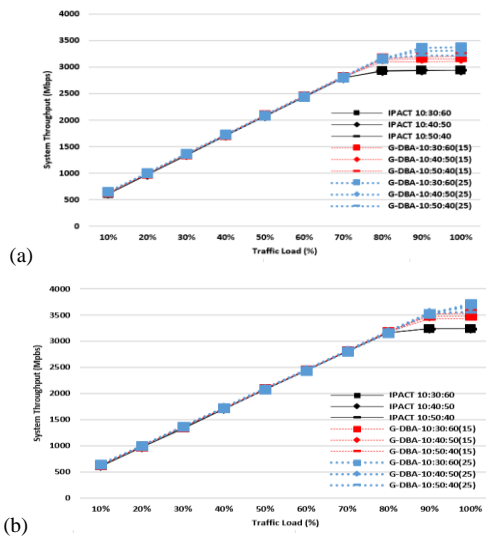 4000
3500
3000
2500
2000
1500
1000
500
0
System Throughput (Mbps)
IPACT 10:30:60
IPACT 10:40:50
IPACT 10:50:40
G-DBA-10:30:60(15)
G-DBA-10:40:50(15)
G-DBA-10:50:40(15)
G-DBA-10:30:60(25)
G-DBA-10:40:50(25)
G-DBA-10:50:40(25)
10% 20% 30% 40% 50% 60% 70% 80% 90% 100%
Traffic Load (%)
(a)
4000
3500
3000
2500
2000
1500
1000
500
0
System Throughput (Mpbs)
IPACT 10:30:60
IPACT 10:40:50
IPACT 10:50:40
G-DBA-10:30:60(15)
G-DBA-10:40:50(15)
G-DBA-10:50:40(15)
G-DBA-10:30:60(25)
G-DBA-10:40:50(25)
G-DBA-10:50:40(25)
10% 20% 30% 40% 50% 60% 70% 80% 90% 100%
Traffic Load (%)
(b)